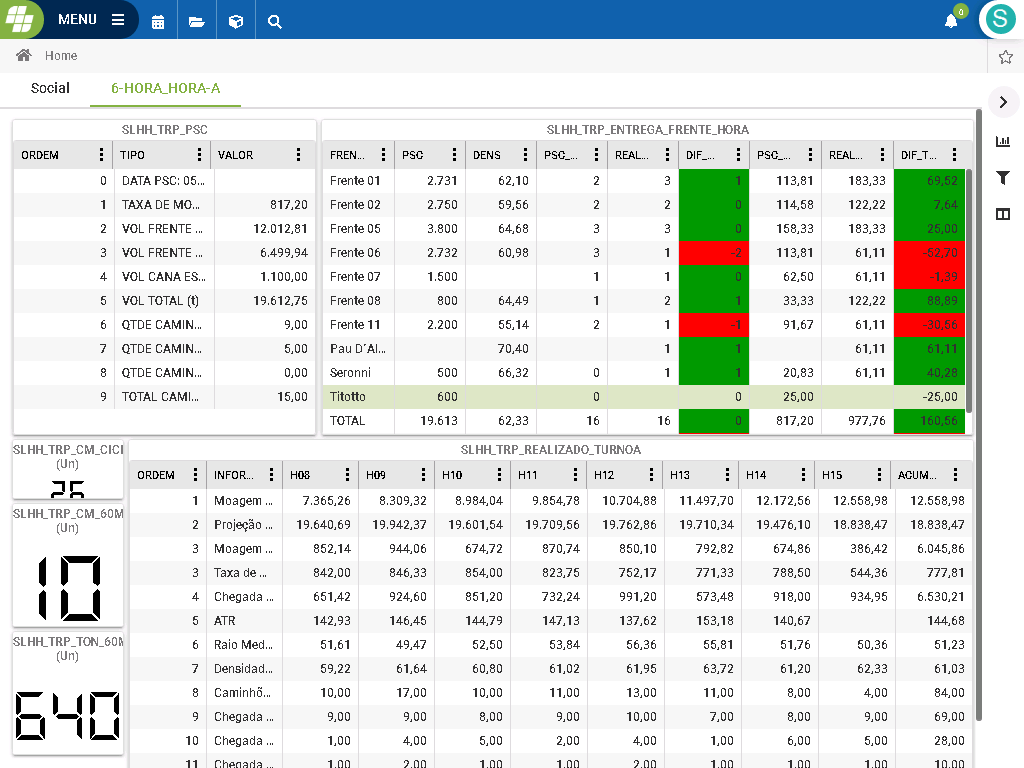 MENU
0
S
Home
Social 6-HORA_HORA-A
SLHH_TRP_PSC
ORDEM TIPO VALOR
0 DATA PSC: 05...
1 TAXA DE MO... 817,20
2 VOL FRENTE ... 12.012,81
3 VOL FRENTE ... 6.499,94
4 VOL CANA ES... 1.100,00
5 VOL TOTAL (t) 19.612,75
6 QTDE CAMIN... 9,00
7 QTDE CAMIN... 5,00
8 QTDE CAMIN... 0,00
9 TOTAL CAMI... 15,00
SLHH_TRP_ENTREGA_FRENTE_HORA
FREN... PSC DENS PSC_... REAL... DIF_... PSC_... REAL... DIF_T...
Frente 01 2.731 62,10 2 3 1 113,81 183,33 69,52
Frente 02 2.750 59,56 2 2 0 114,58 122,22 7,64
Frente 05 3.800 64,68 3 3 0 158,33 183,33 25,00
Frente 06 2.732 60,98 3 1 -2 113,81 61,11 -52,70
Frente 07 1.500 1 1 0 62,50 61,11 -1,39
Frente 08 800 64,49 1 2 1 33,33 122,22 88,89
Frente 11 2.200 55,14 2 1 -1 91,67 61,11 -30,56
Pau D´Al... 70,40 1 1 61,11 61,11
Seronni 500 66,32 0 1 1 20,83 61,11 40,28
Titotto 600 0 0 25,00 -25,00
TOTAL 19.613 62,33 16 16 0 817,20 977,76 160,56
SLHH_TRP_CM_CICL
(Un)
SLHH_TRP_CM_60M
(Un)
10
SLHH_TRP_TON_60M
(Un)
640
SLHH_TRP_REALIZADO_TURNOA
ORDEM INFOR... H08 H09 H10 H11 H12 H13 H14 H15 ACUM...
1 Moagem ... 7.365,26 8.309,32 8.984,04 9.854,78 10.704,88 11.497,70 12.172,56 12.558,98 12.558,98
2 Projeção ... 19.640,69 19.942,37 19.601,54 19.709,56 19.762,86 19.710,34 19.476,10 18.838,47 18.838,47
3 Moagem ... 852,14 944,06 674,72 870,74 850,10 792,82 674,86 386,42 6.045,86
3 Taxa de ... 842,00 846,33 854,00 823,75 752,17 771,33 788,50 544,36 777,81
4 Chegada ... 651,42 924,60 851,20 732,24 991,20 573,48 918,00 934,95 6.530,21
5 ATR 142,93 146,45 144,79 147,13 137,62 153,18 140,67 144,68
6 Raio Med... 51,61 49,47 52,50 53,84 56,36 55,81 51,76 50,36 51,23
7 Densidad... 59,22 61,64 60,80 61,02 61,95 63,72 61,20 62,33 61,03
8 Caminhõ... 10,00 17,00 10,00 11,00 13,00 11,00 8,00 4,00 84,00
9 Chegada ... 9,00 9,00 8,00 9,00 10,00 7,00 8,00 9,00 69,00
10 Chegada ... 1,00 4,00 5,00 2,00 4,00 1,00 6,00 5,00 28,00
11 Chegada ... 1,00 2,00 1,00 1,00 2,00 1,00 1,00 1,00 10,00